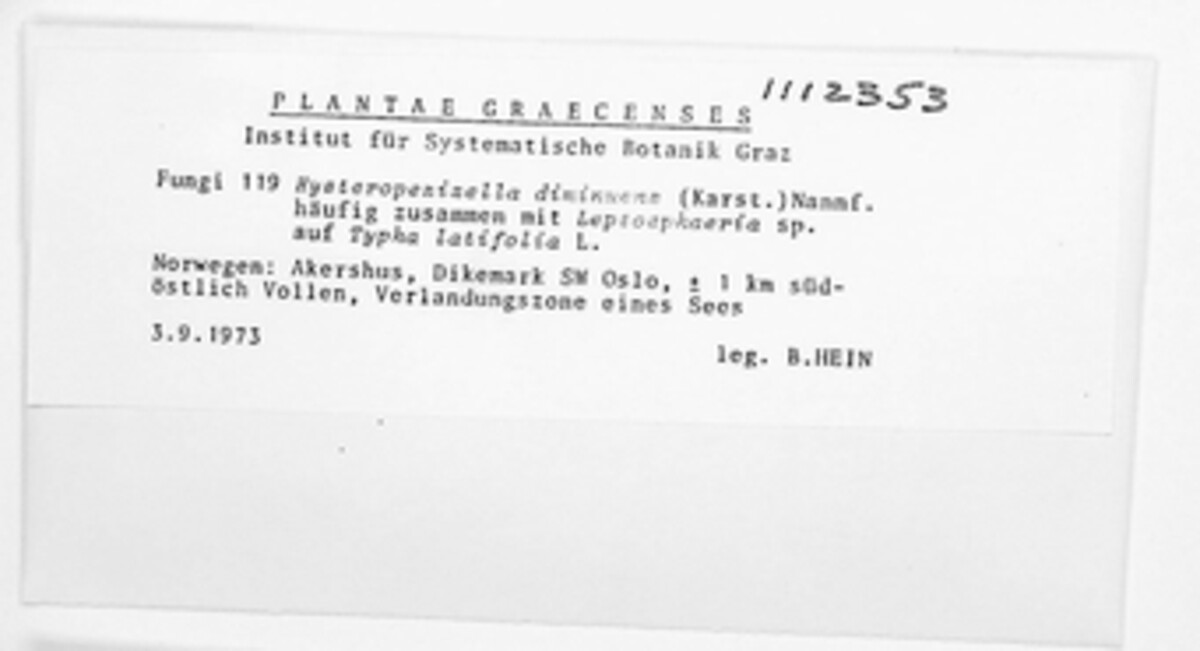 1112353
PLANTAE GRAECENSES
Institut für Systematische Botanik Graz
Fungi 119 Hysteropezizella diminuens (Karst.)Nannf.
häufig zusammen mit Leptosphaeria sp.
auf Typha latifolia L.
Norwegen: Akershus, Dikemark SW Oslo, ± 1 km süd-
östlich Vollen, Verlandungszone eines Sees
3.9.1973
leg. B.HEIN